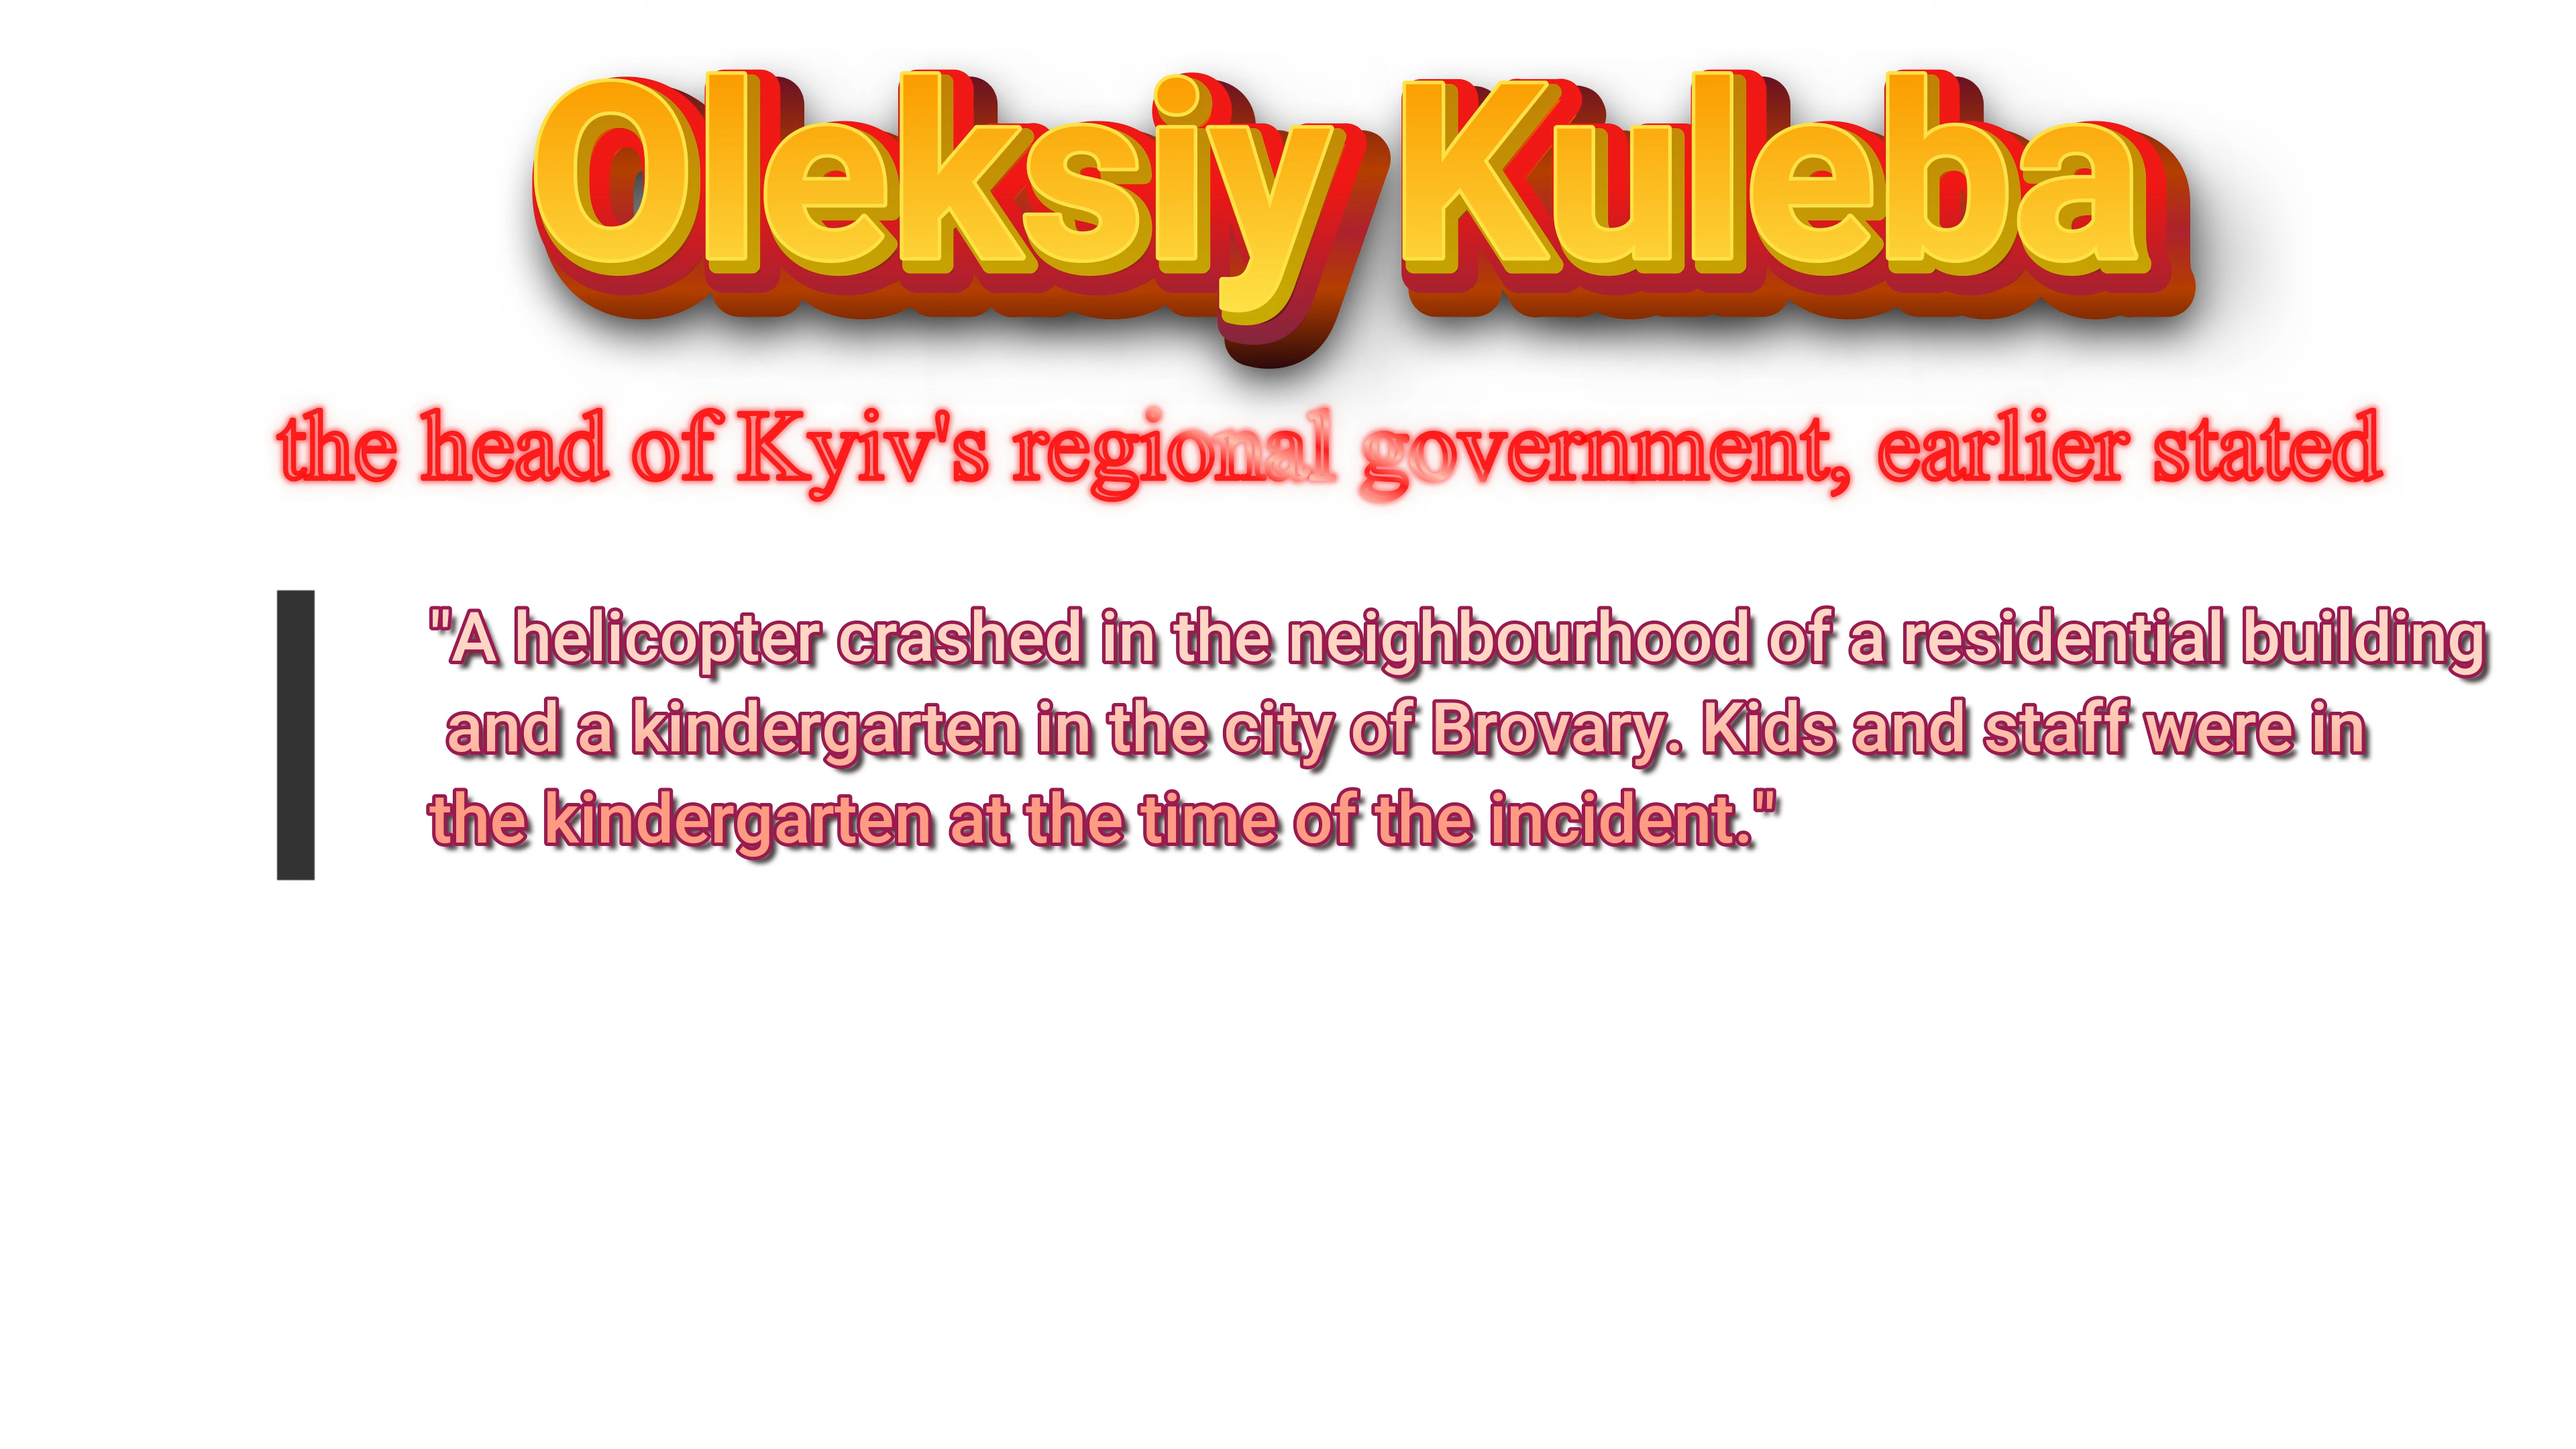 Oleksiy Kuleba
the head of Kyiv's regional government, earlier stated
"A helicopter crashed in the neighbourhood of a residential building
and a kindergarten in the city of Brovary. Kids and staff were in
the kindergarten at the time of the incident."